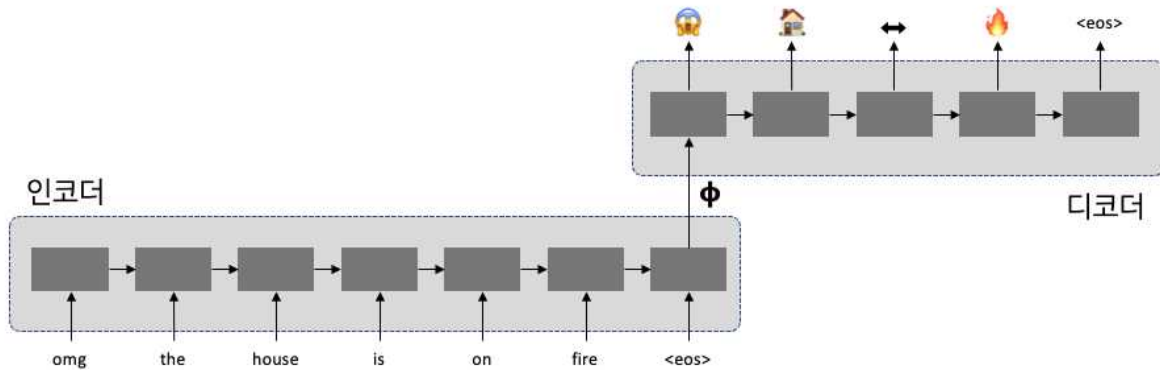 😱 🏠 ↔ 🔥 <eos>
인코더
ɸ
디코더
omg the house is on fire <eos>